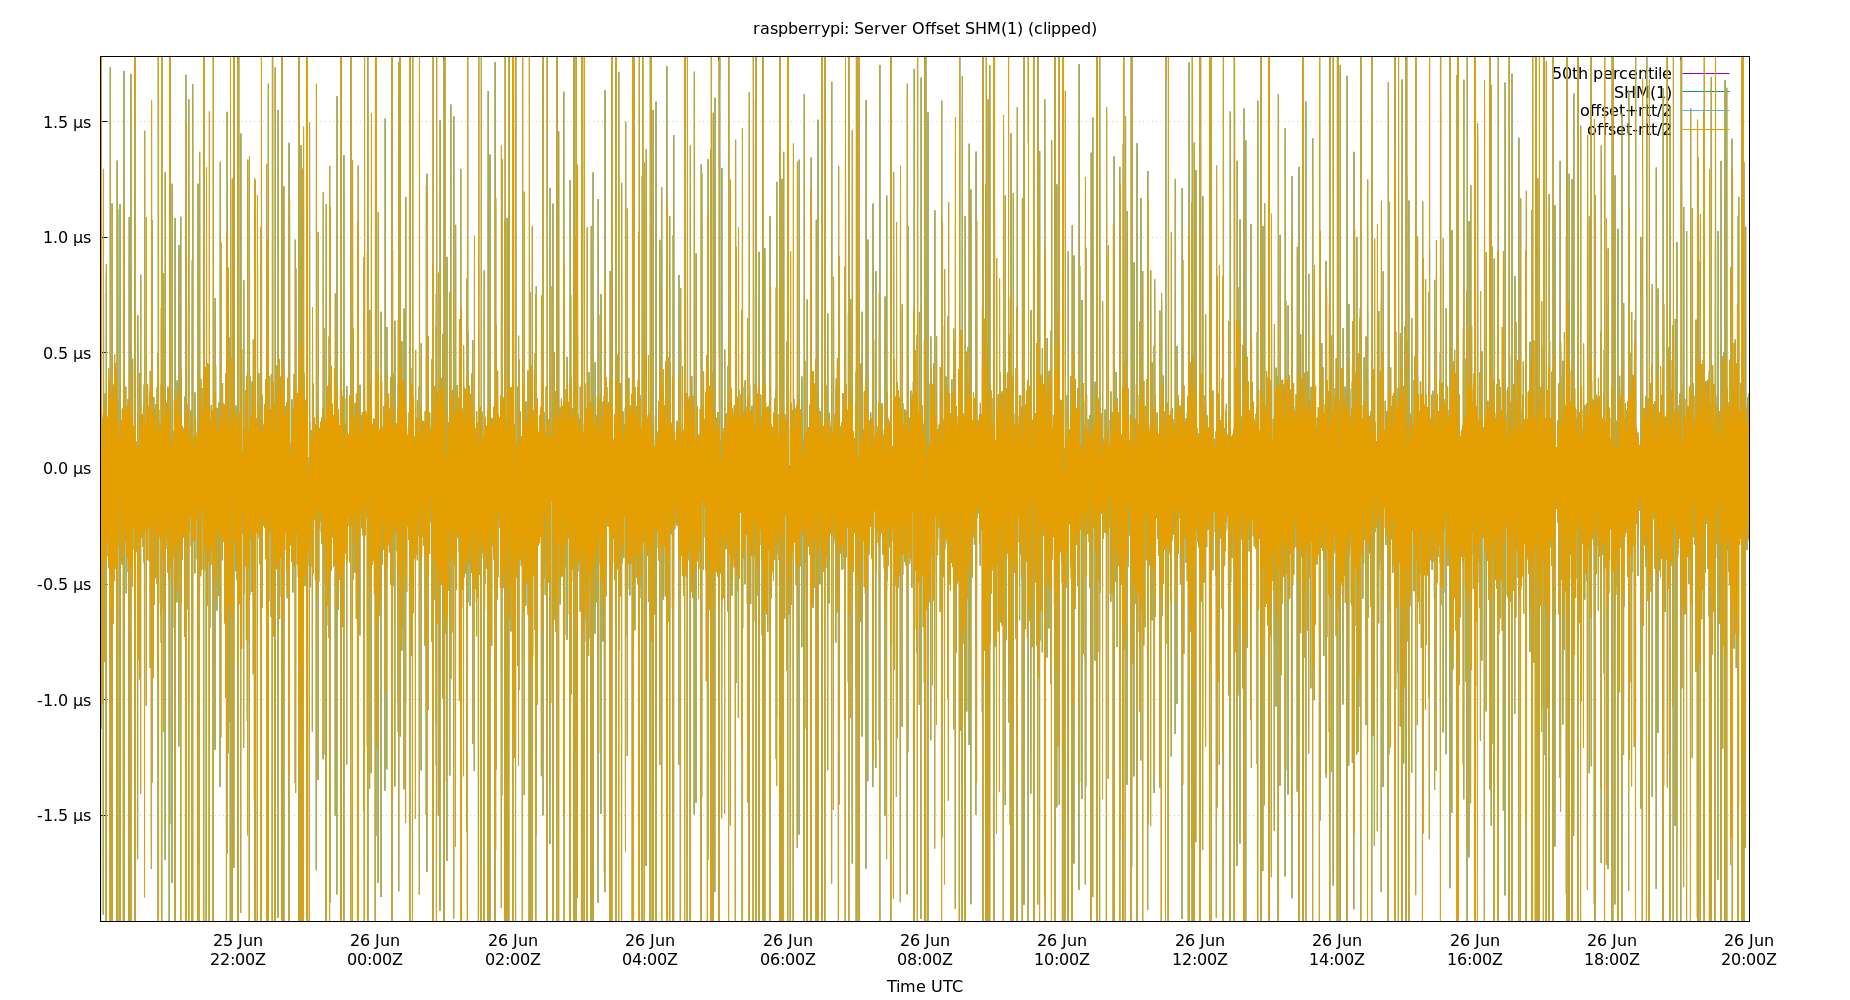 raspberrypi: Server Offset SHM(1) (clipped)
50th percentile
SHM(1)
offset+rtt/2
offset-rtt/2
1.5 µs
1.0 µs
0.5 µs
0.0 µs
-0.5 µs
-1.0 µs
-1.5 µs
25 Jun 26 Jun 26 Jun 26 Jun 26 Jun 26 Jun 26 Jun 26 Jun 26 Jun 26 Jun 26 Jun 26 Jun
22:00Z 00:00Z 02:00Z 04:00Z 06:00Z 08:00Z 10:00Z 12:00Z 14:00Z 16:00Z 18:00Z 20:00Z
Time UTC